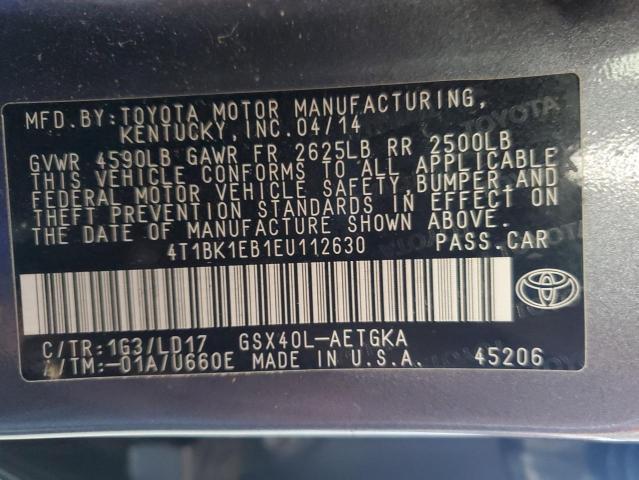 MFD.BY:TOYOTA MOTOR MANUFACTURING,
KENTUCKY,INC.04/14
GVWR 4590LB GAWR FR 2625LB RR 2500LB
THIS VEHICLE CONFORMS TO ALL APPLICABLE
FEDERAL MOTOR VEHICLE SAFETY,BUMPER,AND
THEFT PREVENTION STANDARDS IN EFFECT ON
THE DATE OF MANUFACTURE SHOWN ABOVE.
4T1BK1EB1EU112630 PASS.CAR
C/TR:1G3/LD17 GSX40L-AETGKA
A/TM:-01A/U660E MADE IN U.S.A. 45206